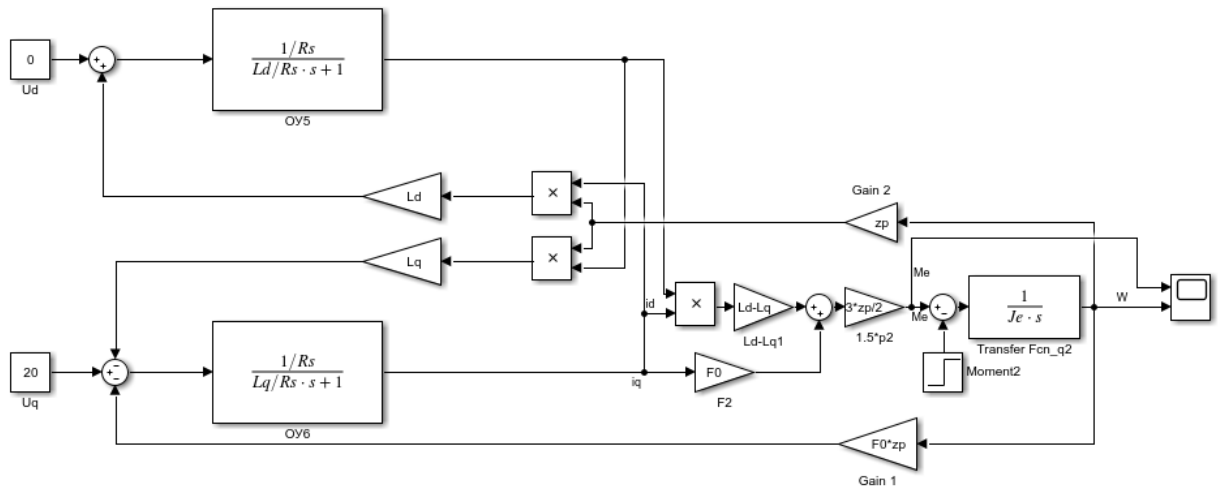 0
Ud
1/Rs
Ld/Rs · s + 1
ОУ5
Ld
×
Gain 2
zp
Lq
×
20
Uq
1/Rs
Lq/Rs · s + 1
ОУ6
id
iq
×
Ld-Lq
Ld-Lq1
F0
F2
3*zp/2
1.5*p2
Me
Me
1
Je · s
Transfer Fcn_q2
Moment2
W
F0*zp
Gain 1